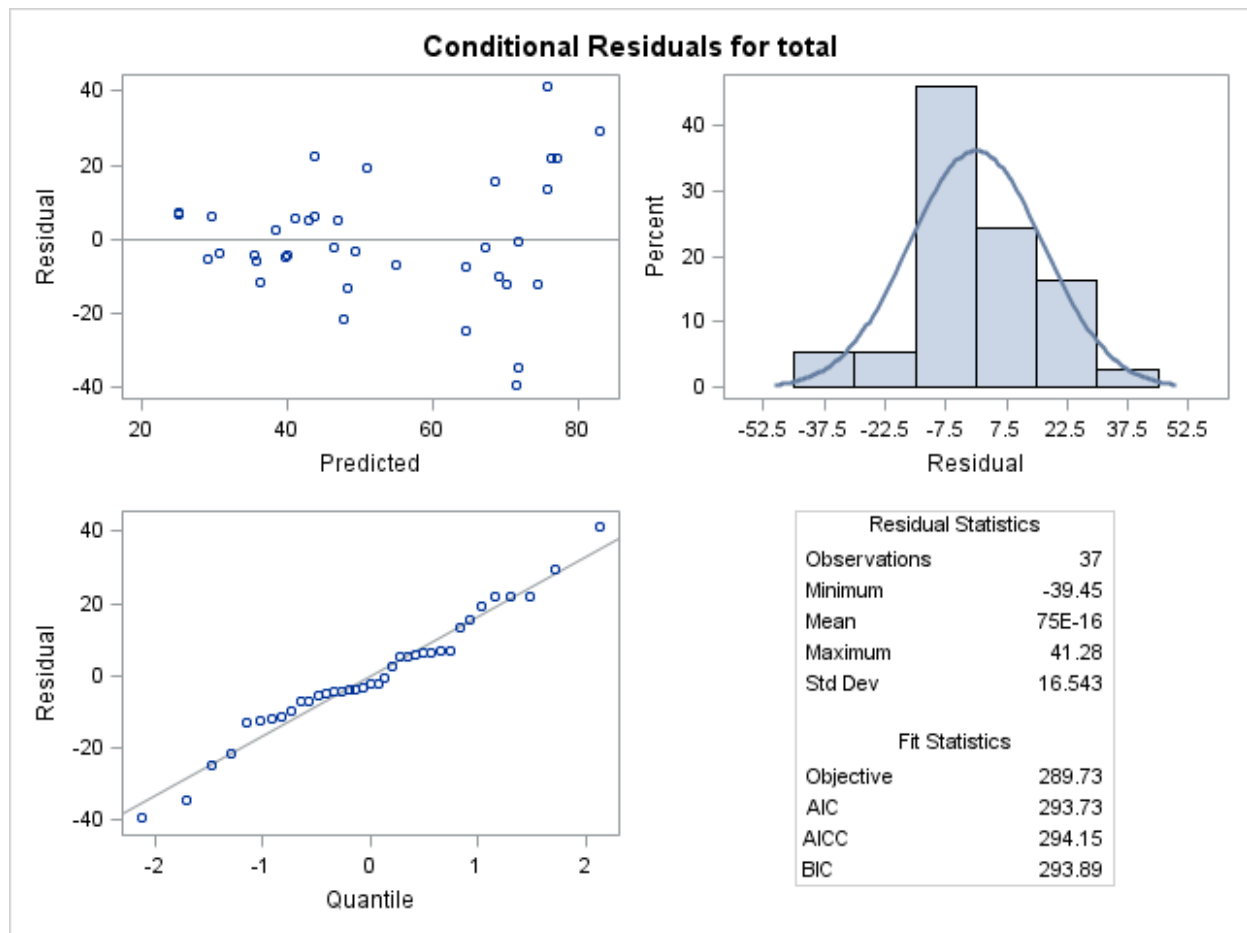 Conditional Residuals for total
40
20
0
-20
-40
Residual
20 40 60 80
Predicted
40
30
20
10
0
Percent
-52.5 -37.5 -22.5 -7.5 7.5 22.5 37.5 52.5
Residual
40
20
0
-20
-40
Residual
-2 -1 0 1 2
Quantile
Residual Statistics
Observations 37
Minimum -39.45
Mean 75E-16
Maximum 41.28
Std Dev 16.543
Fit Statistics
Objective 289.73
AIC 293.73
AICC 294.15
BIC 293.89